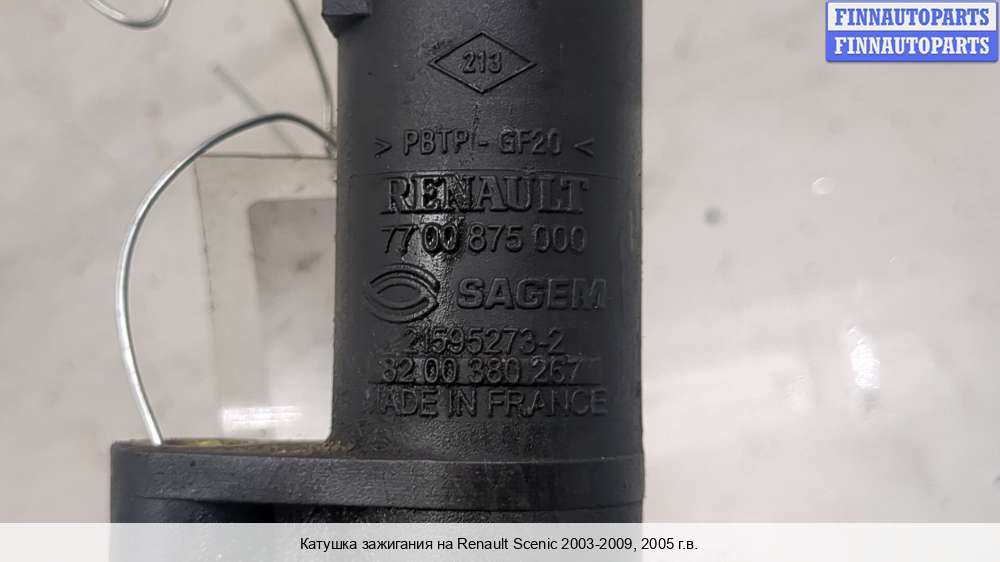 FINNAUTOPARTS
FINNAUTOPARTS
213
> PBTP - GF20 <
RENAULT
77 00 875 000
SAGEM
21595273-2
82 00 380 267
MADE IN FRANCE
Катушка зажигания на Renault Scenic 2003-2009, 2005 г.в.